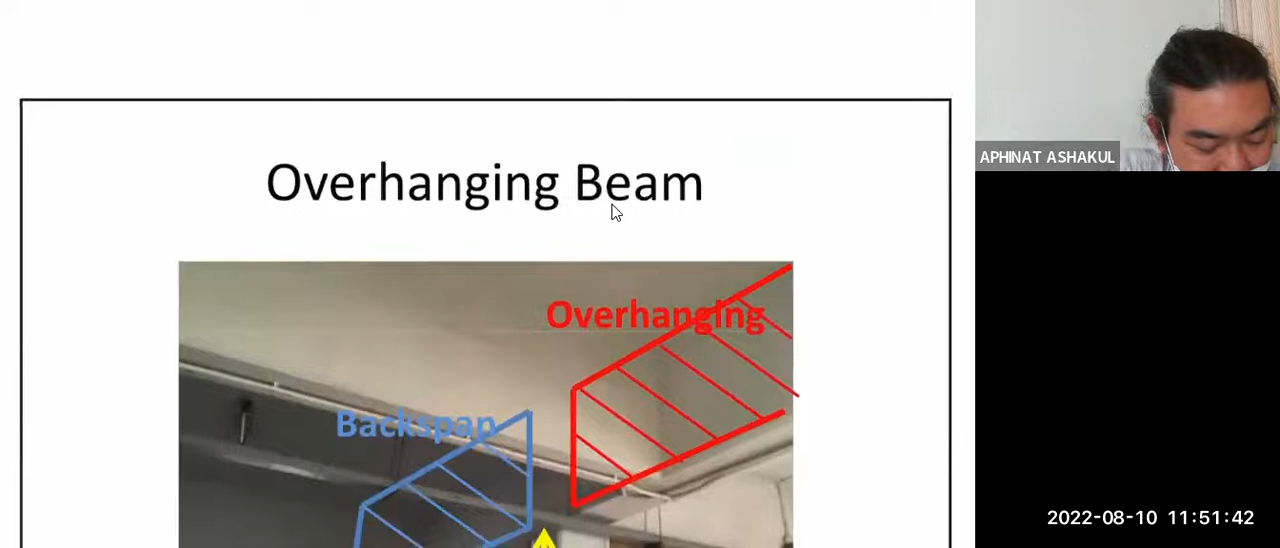 Overhanging Beam
Overhanging
Backspan
APHINAT ASHAKUL
2022-08-10 11:51:42